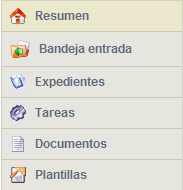 Resumen
Bandeja entrada
Expedientes
Tareas
Documentos
Plantillas